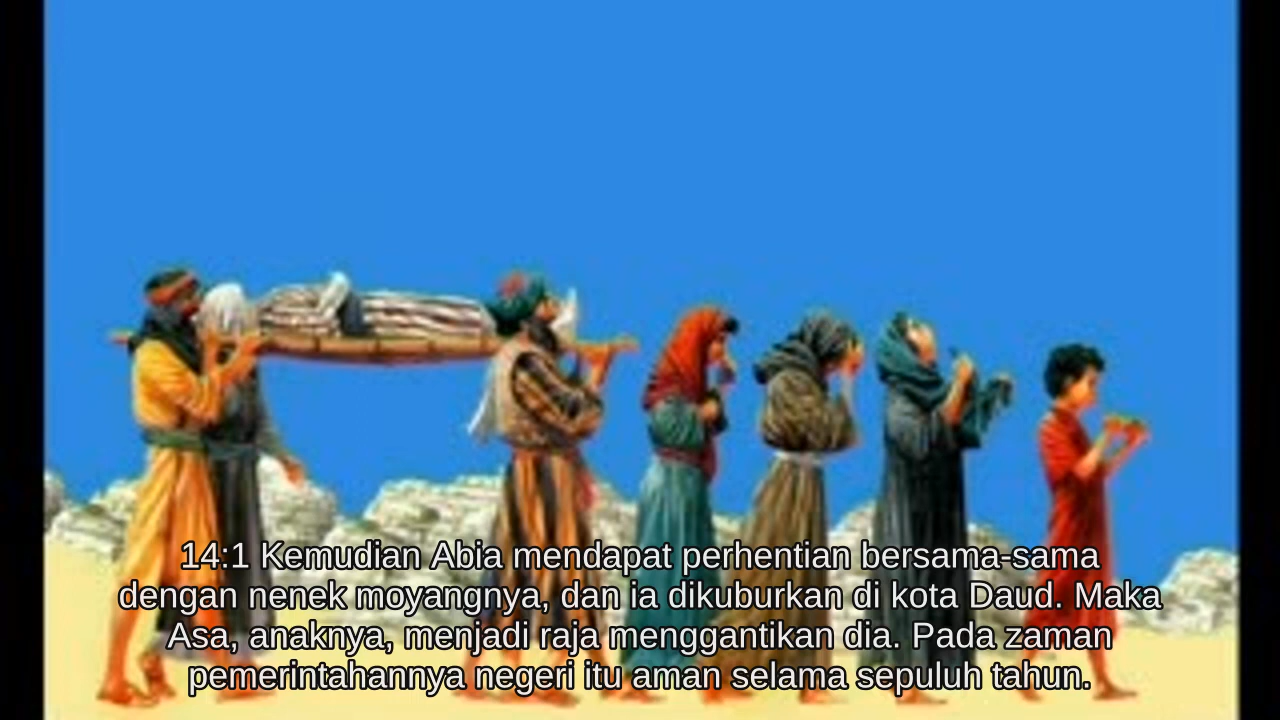 14:1 Kemudian Abia mendapat perhentian bersama-sama
dengan nenek moyangnya, dan ia dikuburkan di kota Daud. Maka
Asa, anaknya, menjadi raja menggantikan dia. Pada zaman
pemerintahannya negeri itu aman selama sepuluh tahun.